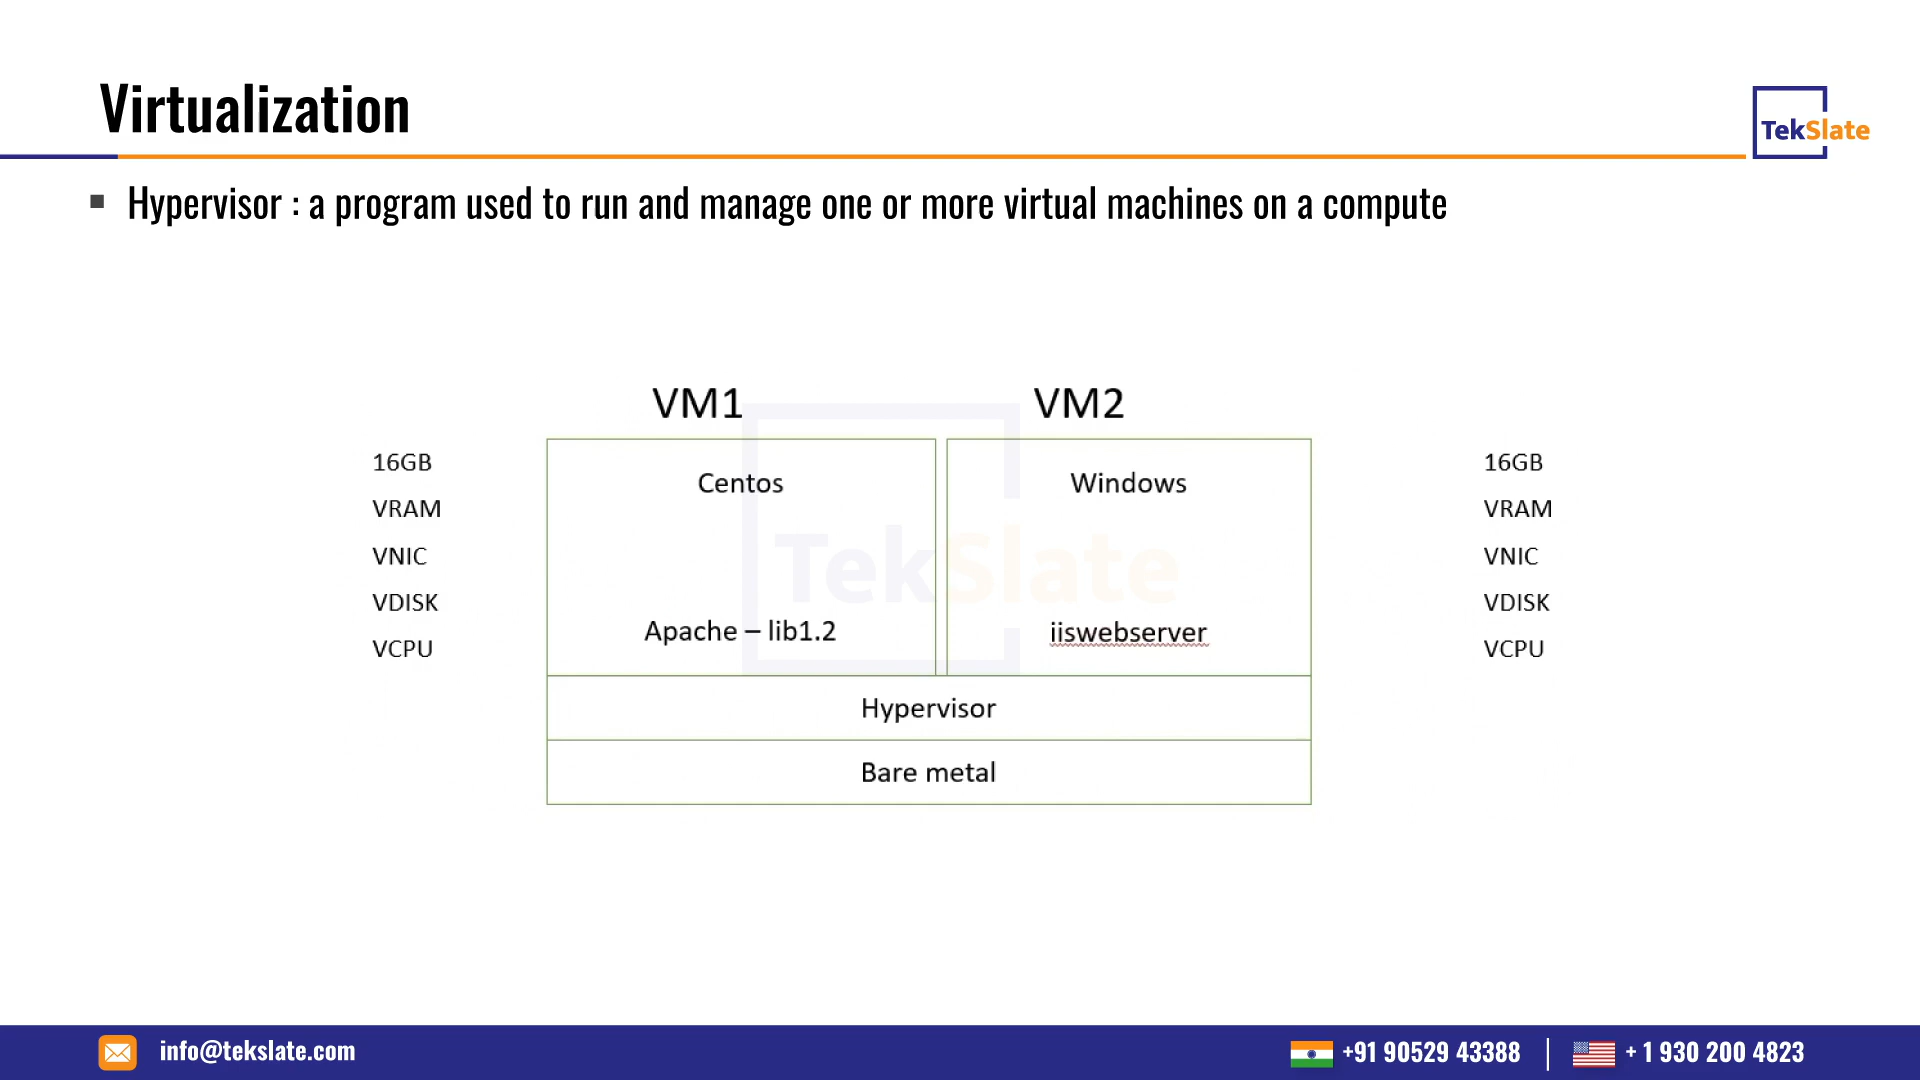 Virtualization
TekSlate
Hypervisor : a program used to run and manage one or more virtual machines on a compute
VM1
VM2
16GB
VRAM
VNIC
VDISK
VCPU
Centos
Apache – lib1.2
Windows
iiswebserver
16GB
VRAM
VNIC
VDISK
VCPU
TekSlate
Hypervisor
Bare metal
info@tekslate.com
+91 90529 43388
+ 1 930 200 4823